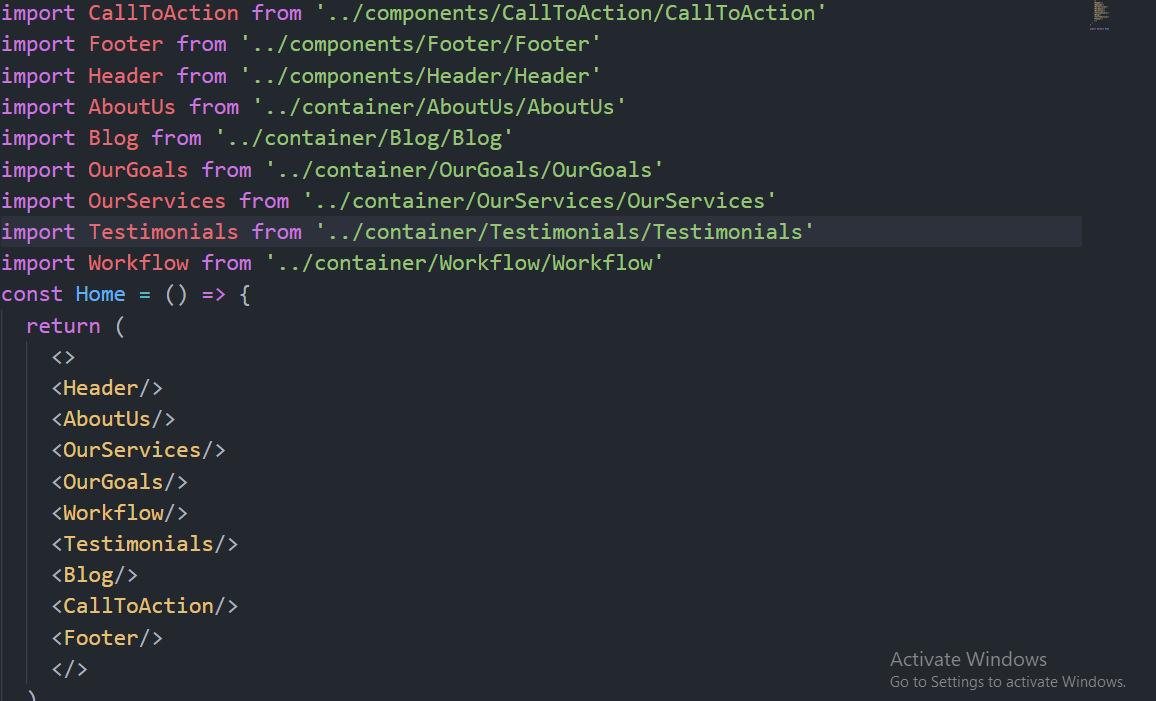 import CallToAction from '../components/CallToAction/CallToAction'
import Footer from '../components/Footer/Footer'
import Header from '../components/Header/Header'
import AboutUs from '../container/AboutUs/AboutUs'
import Blog from '../container/Blog/Blog'
import OurGoals from '../container/OurGoals/OurGoals'
import OurServices from '../container/OurServices/OurServices'
import Testimonials from '../container/Testimonials/Testimonials'
import Workflow from '../container/Workflow/Workflow'
const Home = () => {
  return (
    <>
    <Header/>
    <AboutUs/>
    <OurServices/>
    <OurGoals/>
    <Workflow/>
    <Testimonials/>
    <Blog/>
    <CallToAction/>
    <Footer/>
    </>
  )
Activate Windows
Go to Settings to activate Windows.